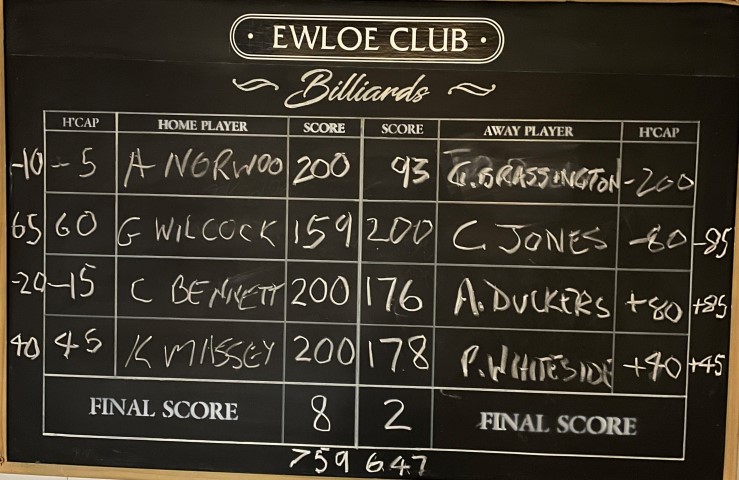 · EWLOE CLUB ·
Billiards
H'CAP HOME PLAYER SCORE SCORE AWAY PLAYER H'CAP
-10 -5 A NORWOO 200 93 G.BRASSINGTON -200
65 60 G WILCOCK 159 200 C JONES -80 -85
-20 -15 C BENNETT 200 176 A.DUCKERS +80 +85
40 45 K MASSEY 200 178 P.WHITESIDE +40 +45
FINAL SCORE 8 2 FINAL SCORE
759 647